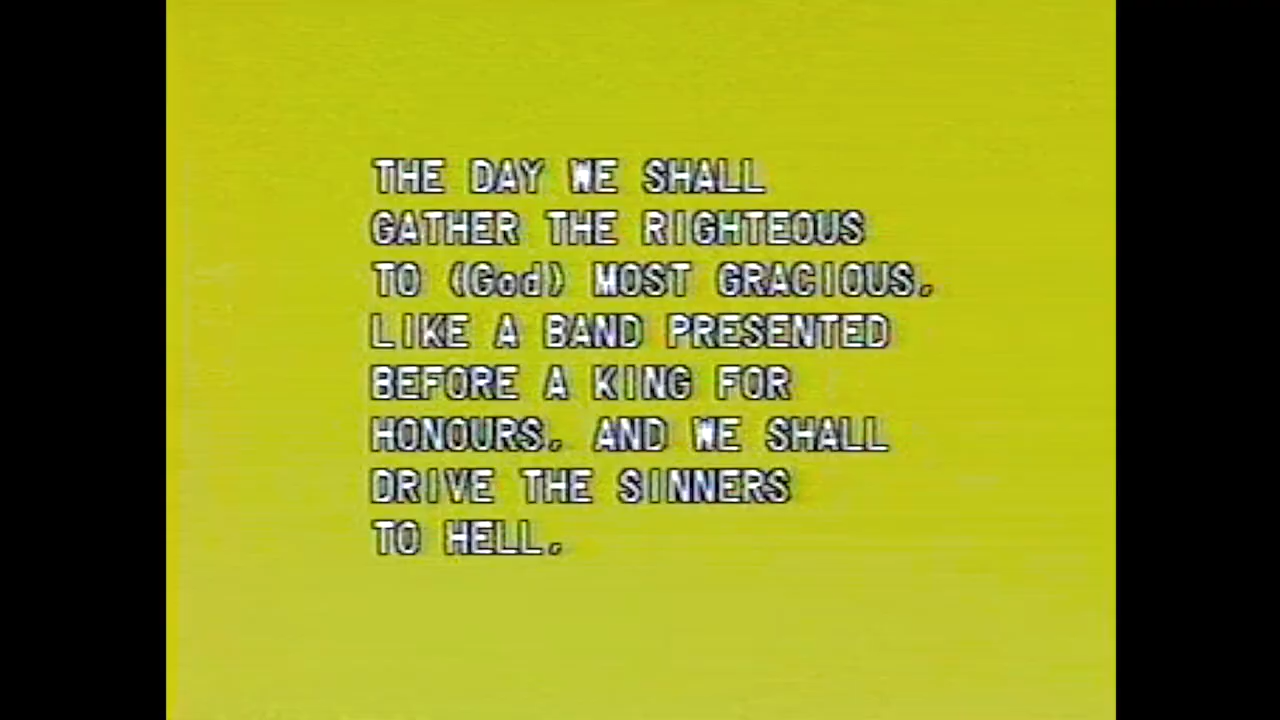 THE DAY WE SHALL
GATHER THE RIGHTEOUS
TO (God) MOST GRACIOUS,
LIKE A BAND PRESENTED
BEFORE A KING FOR
HONOURS, AND WE SHALL
DRIVE THE SINNERS
TO HELL,